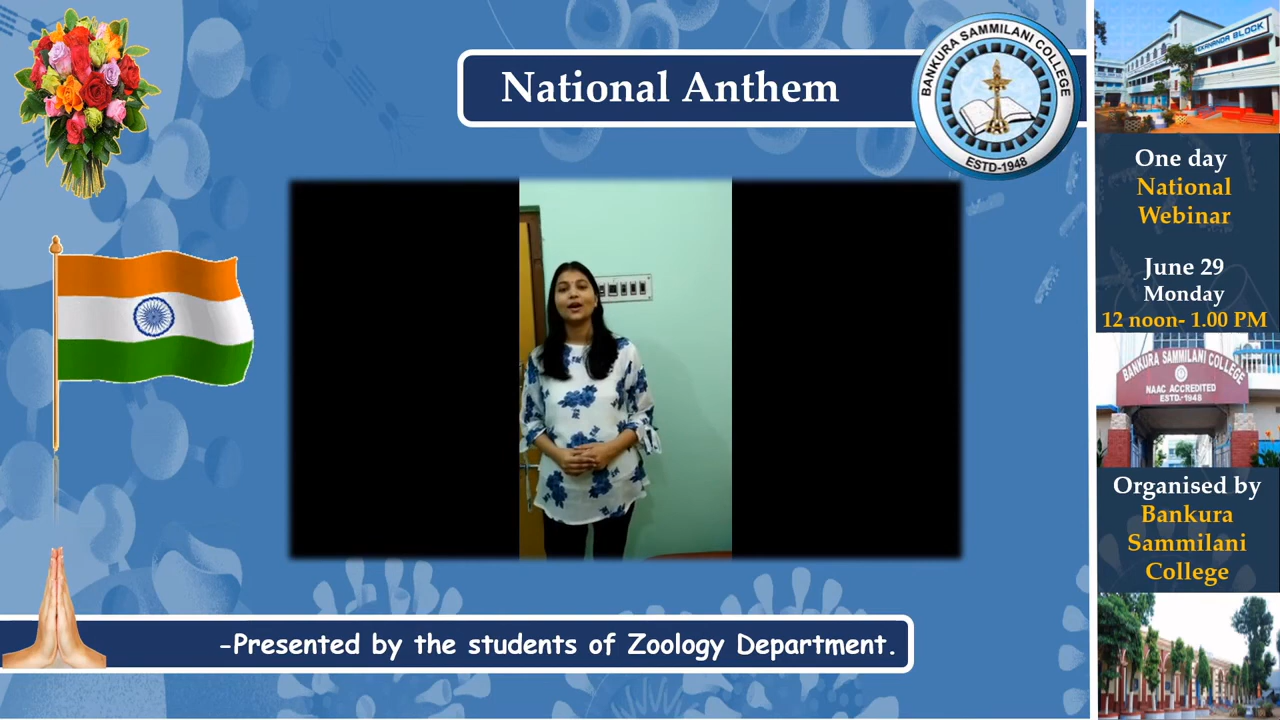 National Anthem
BANKURA SAMMILANI COLLEGE
ESTD-1948
VEKANANDA BLOCK
One day
National
Webinar
June 29
Monday
12 noon- 1.00 PM
BANKURA SAMMILANI COLLEGE
NAAC ACCREDITED
ESTD.-1948
Organised by
Bankura
Sammilani
College
-Presented by the students of Zoology Department.